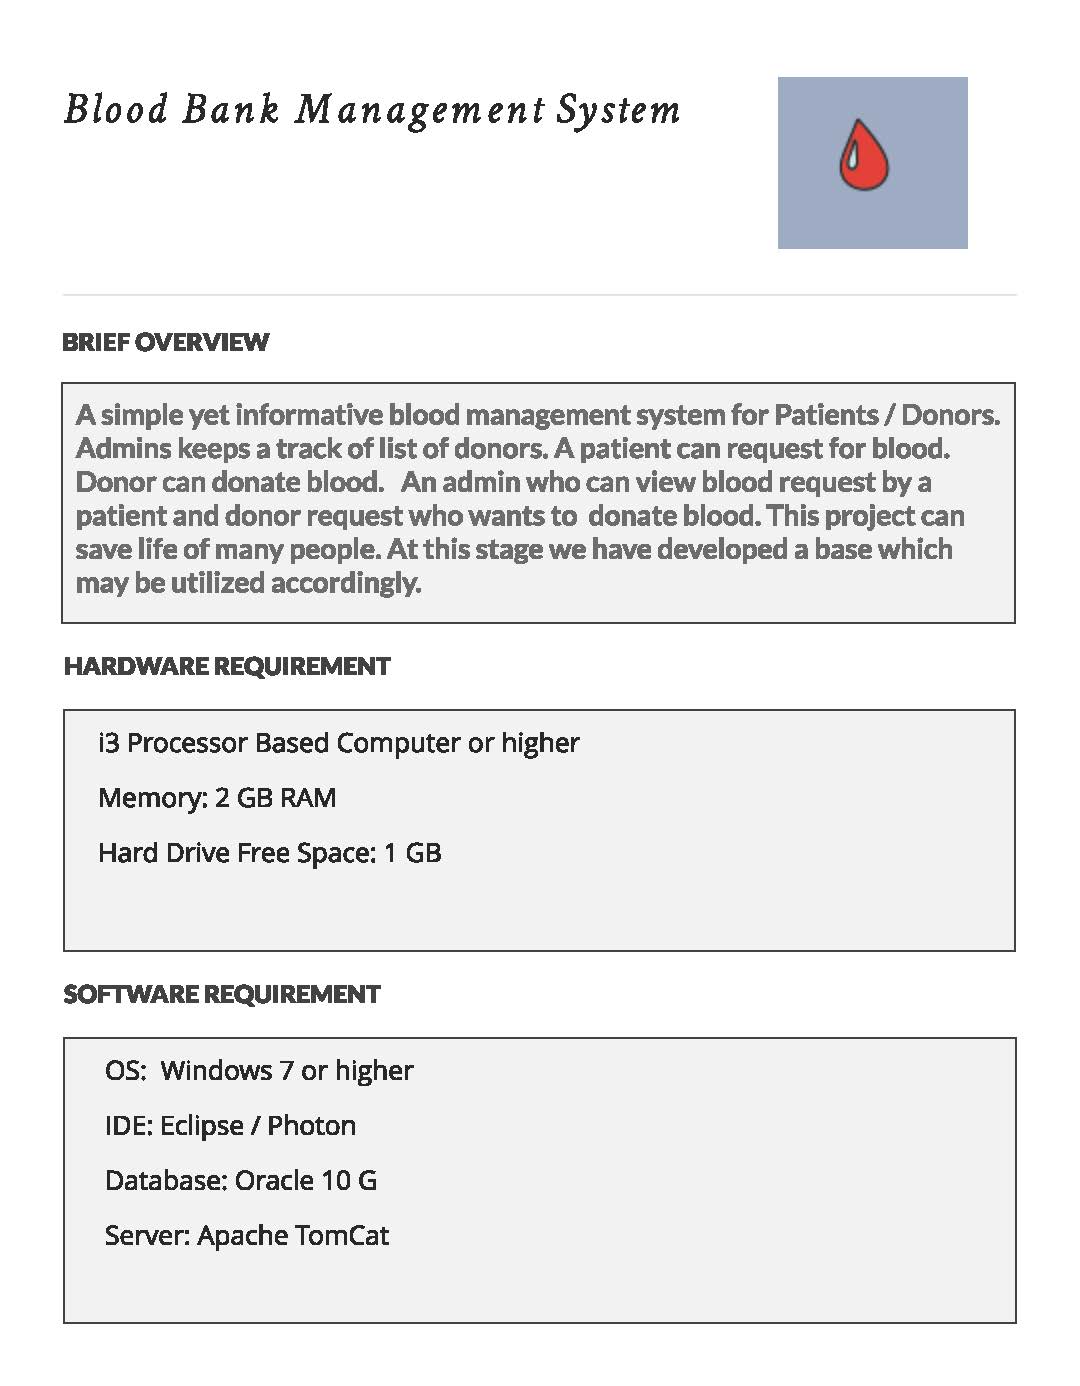 Blood Bank Management System
BRIEF OVERVIEW
A simple yet informative blood management system for Patients / Donors.
Admins keeps a track of list of donors. A patient can request for blood.
Donor can donate blood.   An admin who can view blood request by a
patient and donor request who wants to  donate blood. This project can
save life of many people. At this stage we have developed a base which
may be utilized accordingly.
HARDWARE REQUIREMENT
i3 Processor Based Computer or higher
Memory: 2 GB RAM
Hard Drive Free Space: 1 GB
SOFTWARE REQUIREMENT
OS:  Windows 7 or higher
IDE: Eclipse / Photon
Database: Oracle 10 G
Server: Apache TomCat